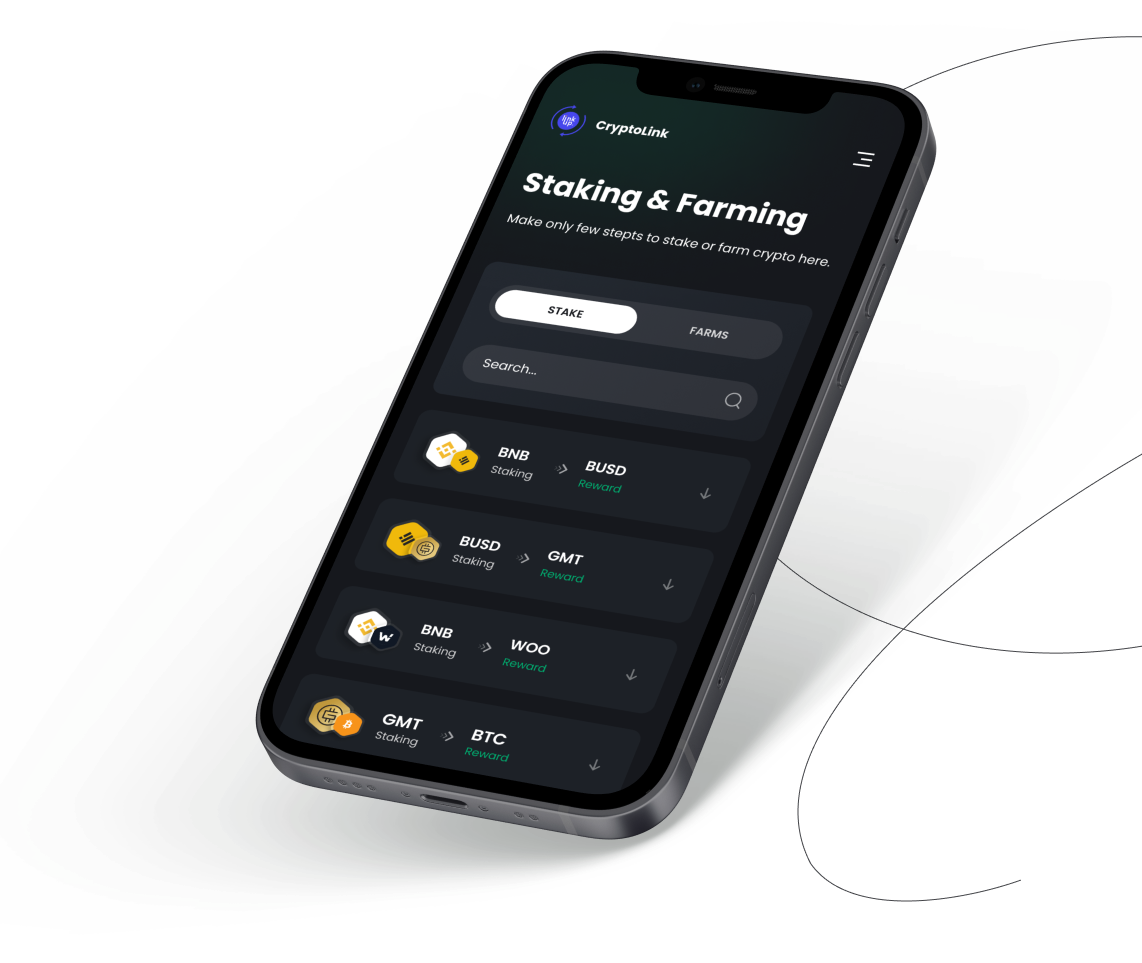 link
up
CryptoLink
Staking & Farming
Make only few stepts to stake or farm crypto here.
STAKE
FARMS
Search...
BNB
Staking
BUSD
Reward
BUSD
Staking
GMT
Reward
BNB
Staking
WOO
Reward
GMT
Staking
BTC
Reward